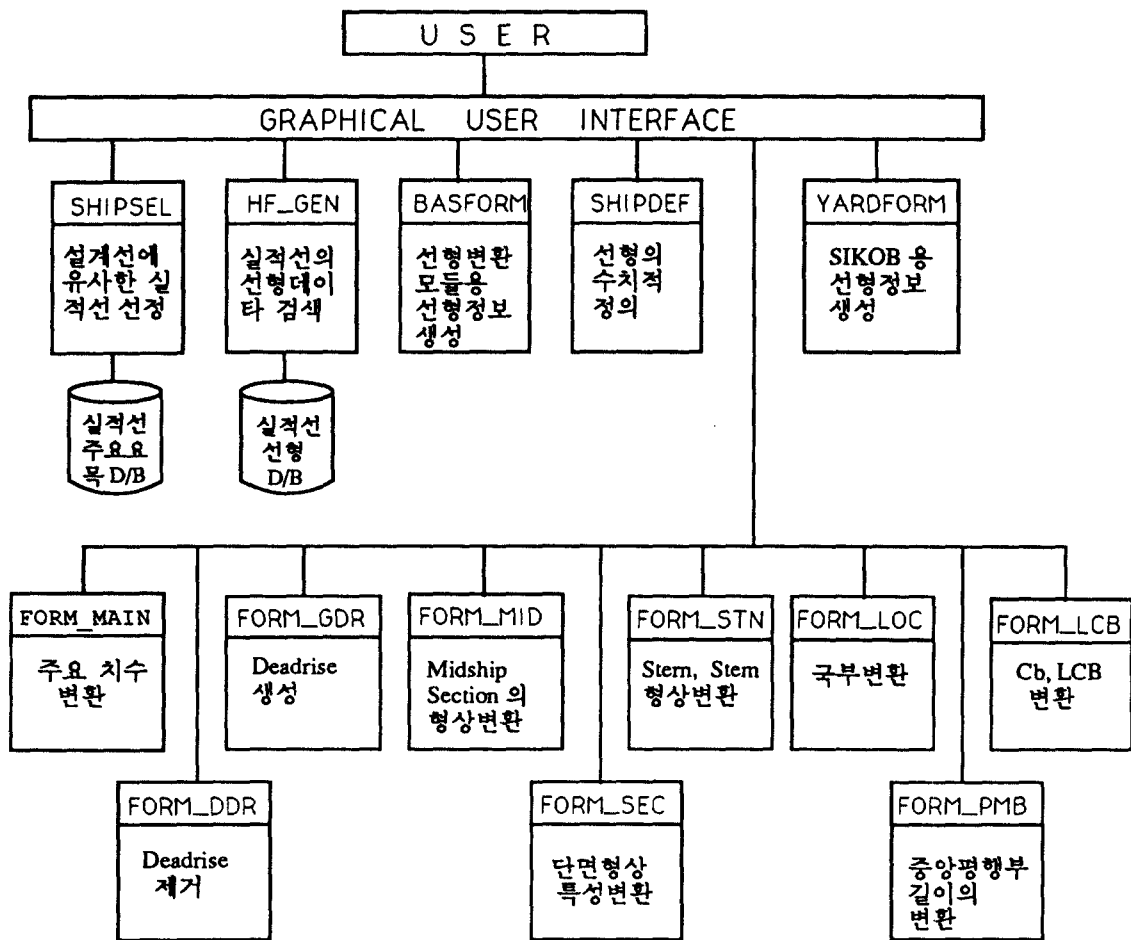 USER
GRAPHICAL USER INTERFACE
SHIPSEL
설계선에
유사한 실
적선 선정
HF_GEN
실적선의
선형데이
타 검색
BASFORM
선형변환
모듈용
선형정보
생성
SHIPDEF
선형의
수치적
정의
YARDFORM
SIKOB 용
선형정보
생성
실적선
주요요
목 D/B
실적선
선형
D/B
FORM_MAIN
주요 치수
변환
FORM_GDR
Deadrise
생성
FORM_MID
Midship
Section 의
형상변환
FORM_STN
Stern, Stem
형상변환
FORM_LOC
국부변환
FORM_LCB
Cb, LCB
변환
FORM_DDR
Deadrise
제거
FORM_SEC
단면형상
특성변환
FORM_PMB
중앙평행부
길이의
변환